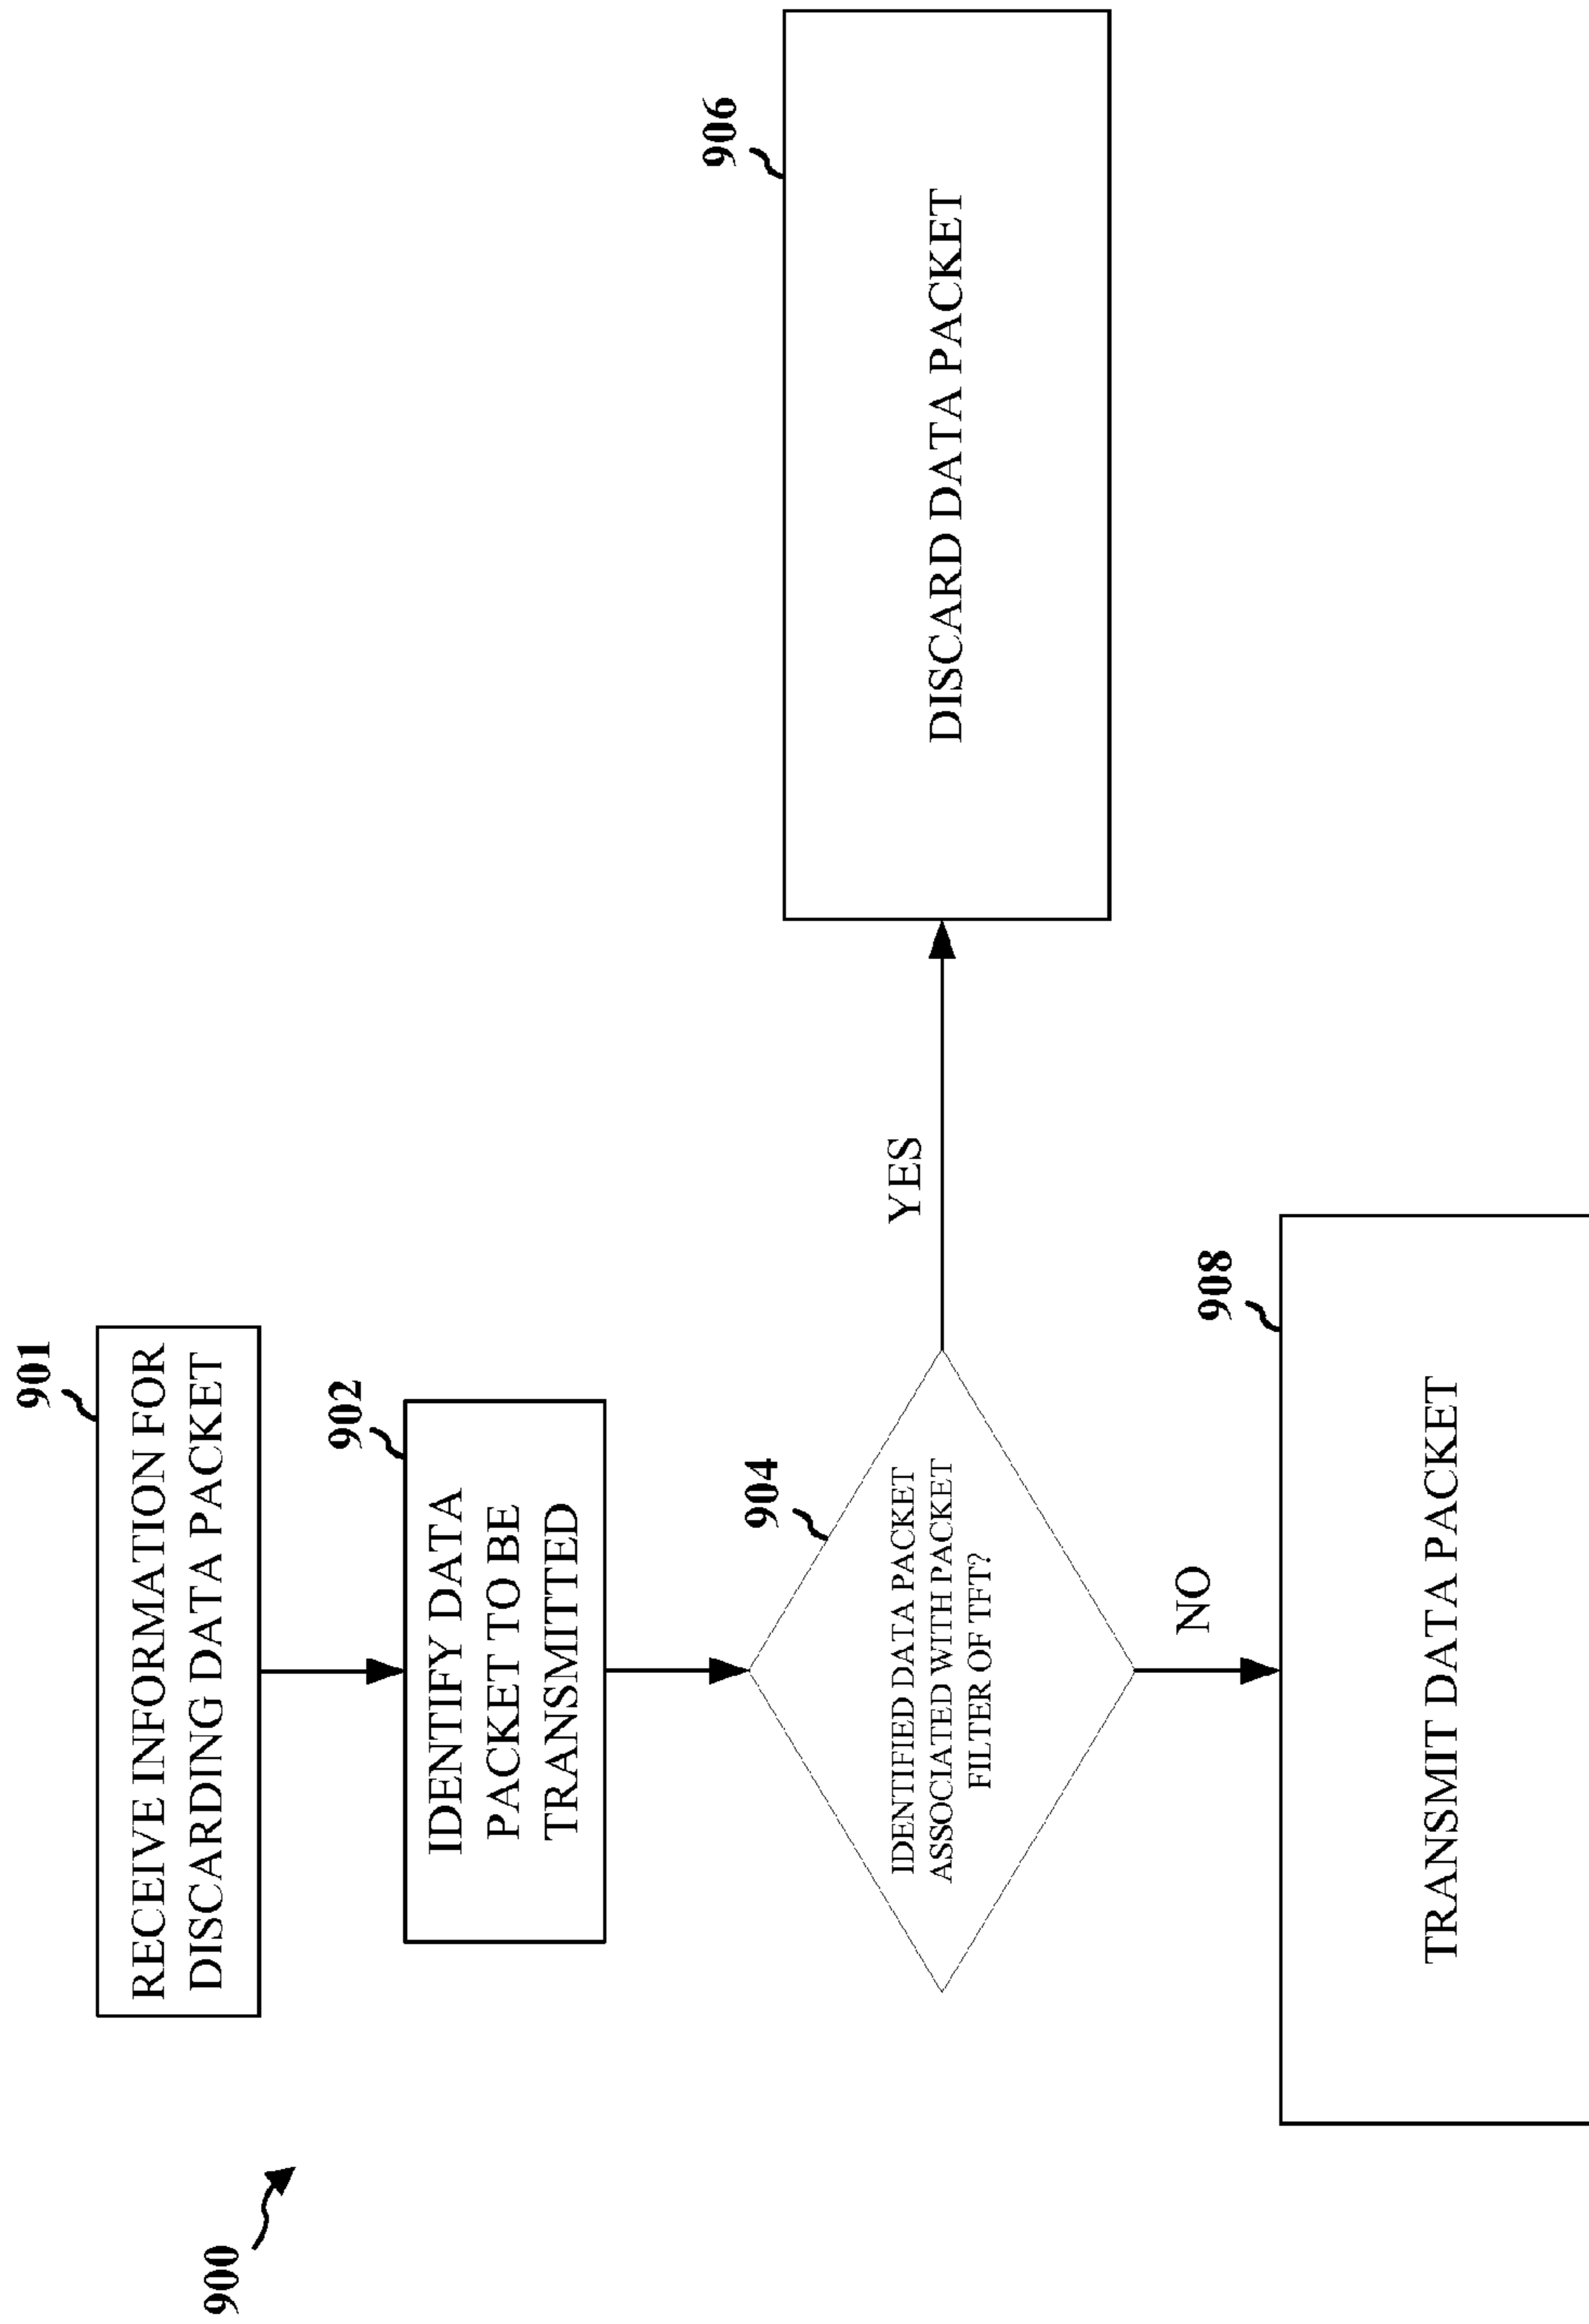 900
901
RECEIVE INFORMATION FOR
DISCARDING DATA PACKET
902
IDENTIFY DATA
PACKET TO BE
TRANSMITTED
904
IDENTIFIED DATA PACKET
ASSOCIATED WITH PACKET
FILTER OF TFT?
YES
906
DISCARD DATA PACKET
NO
908
TRANSMIT DATA PACKET